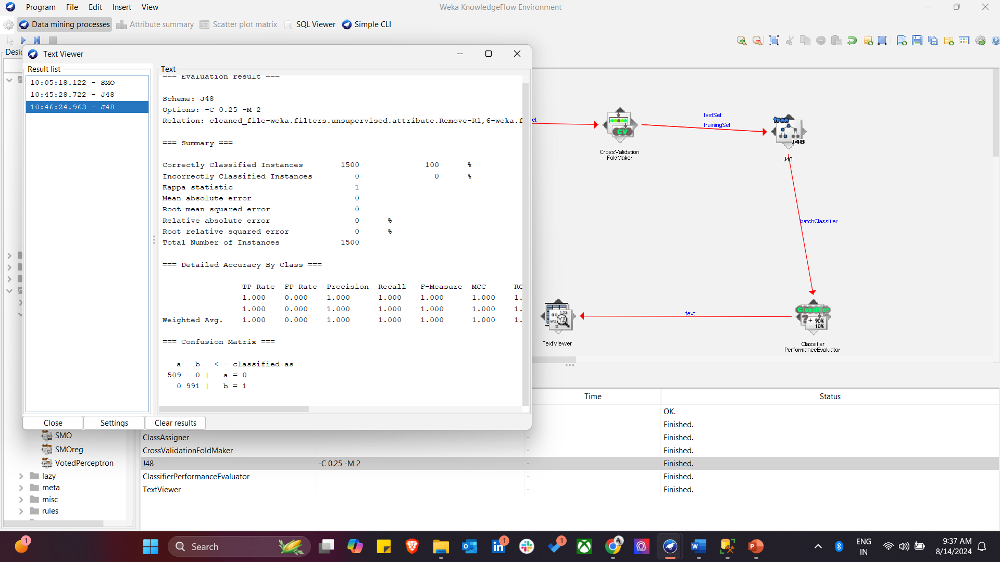 Program File Edit Insert View
Weka KnowledgeFlow Environment
Data mining processes Attribute summary Scatter plot matrix SQL Viewer Simple CLI
Text Viewer
Result list
10:05:18.122 - SMO
10:45:28.722 - J48
10:46:24.963 - J48
Text
=== Evaluation result ===
Scheme: J48
Options: -C 0.25 -M 2
Relation: cleaned_file-weka.filters.unsupervised.attribute.Remove-R1,6-weka.f
=== Summary ===
Correctly Classified Instances 1500 100 %
Incorrectly Classified Instances 0 0 %
Kappa statistic 1
Mean absolute error 0
Root mean squared error 0
Relative absolute error 0 %
Root relative squared error 0 %
Total Number of Instances 1500
=== Detailed Accuracy By Class ===
TP Rate FP Rate Precision Recall F-Measure MCC RO
1.000 0.000 1.000 1.000 1.000 1.000 1.
1.000 0.000 1.000 1.000 1.000 1.000 1.
Weighted Avg. 1.000 0.000 1.000 1.000 1.000 1.000 1.
=== Confusion Matrix ===
a b <-- classified as
509 0 | a = 0
0 991 | b = 1
Close Settings Clear results
et
CV
CrossValidation
FoldMaker
testSet
trainingSet
tree
J48
J48
batchClassifier
Classifier
+ 90%
- 10%
Classifier
PerformanceEvaluator
text
TextViewer
Time Status
OK.
Finished.
ClassAssigner - Finished.
CrossValidationFoldMaker - Finished.
J48 -C 0.25 -M 2 - Finished.
ClassifierPerformanceEvaluator - Finished.
TextViewer - Finished.
SMO
SMOreg
VotedPerceptron
lazy
meta
misc
rules
1
Search
1
1
ENG
IN
9:37 AM
8/14/2024